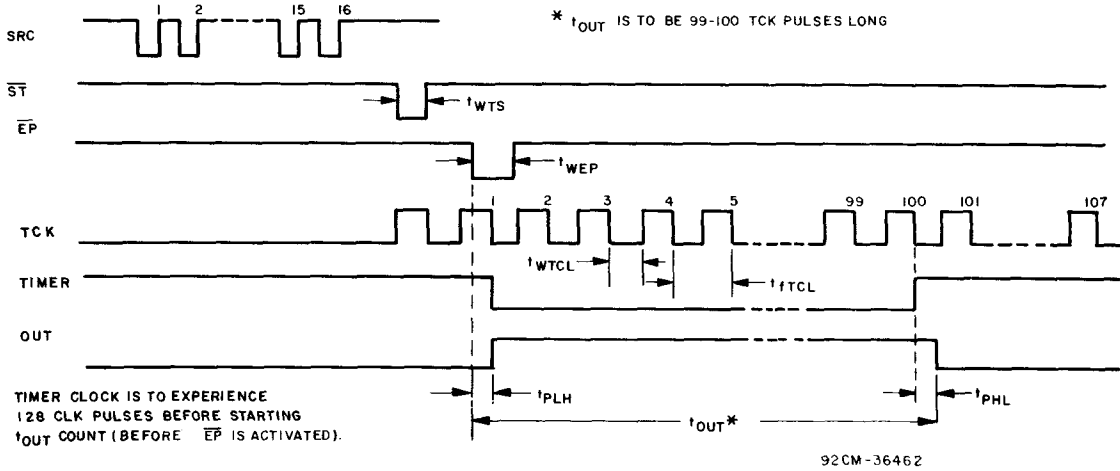 1 2 15 16
* tOUT IS TO BE 99-100 TCK PULSES LONG
SRC
ST
tWTS
EP
tWEP
1 2 3 4 5 99 100 101 107
TCK
tWTCL
TIMER
tfTCL
OUT
TIMER CLOCK IS TO EXPERIENCE
128 CLK PULSES BEFORE STARTING
tOUT COUNT (BEFORE EP IS ACTIVATED).
tPLH
tPHL
tOUT*
92CM-36462